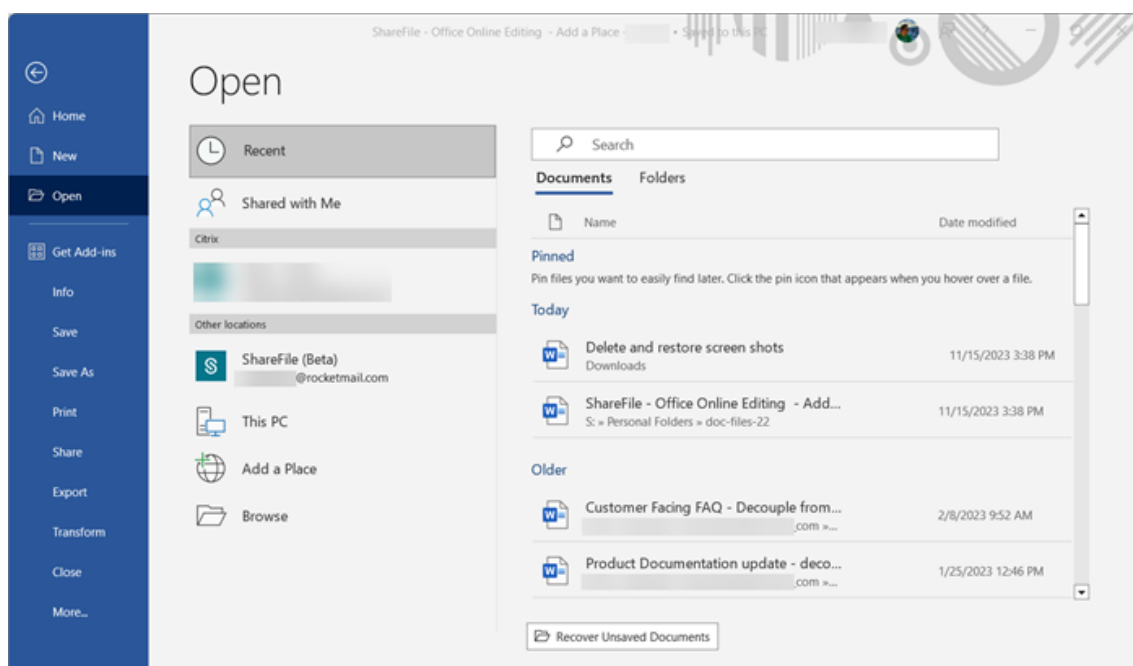 ShareFile - Office Online Editing - Add a Place - • Saved to this PC
Open
Home
New
Open
Get Add-ins
Info
Save
Save As
Print
Share
Export
Transform
Close
More...
Recent
Shared with Me
Citrix
Other locations
ShareFile (Beta)
@rocketmail.com
This PC
Add a Place
Browse
Search
Documents Folders
Name Date modified
Pinned
Pin files you want to easily find later. Click the pin icon that appears when you hover over a file.
Today
Delete and restore screen shots
Downloads
11/15/2023 3:38 PM
ShareFile - Office Online Editing - Add...
S: » Personal Folders » doc-files-22
11/15/2023 3:38 PM
Older
Customer Facing FAQ - Decouple from...
.com »...
2/8/2023 9:52 AM
Product Documentation update - deco...
.com »...
1/25/2023 12:46 PM
Recover Unsaved Documents